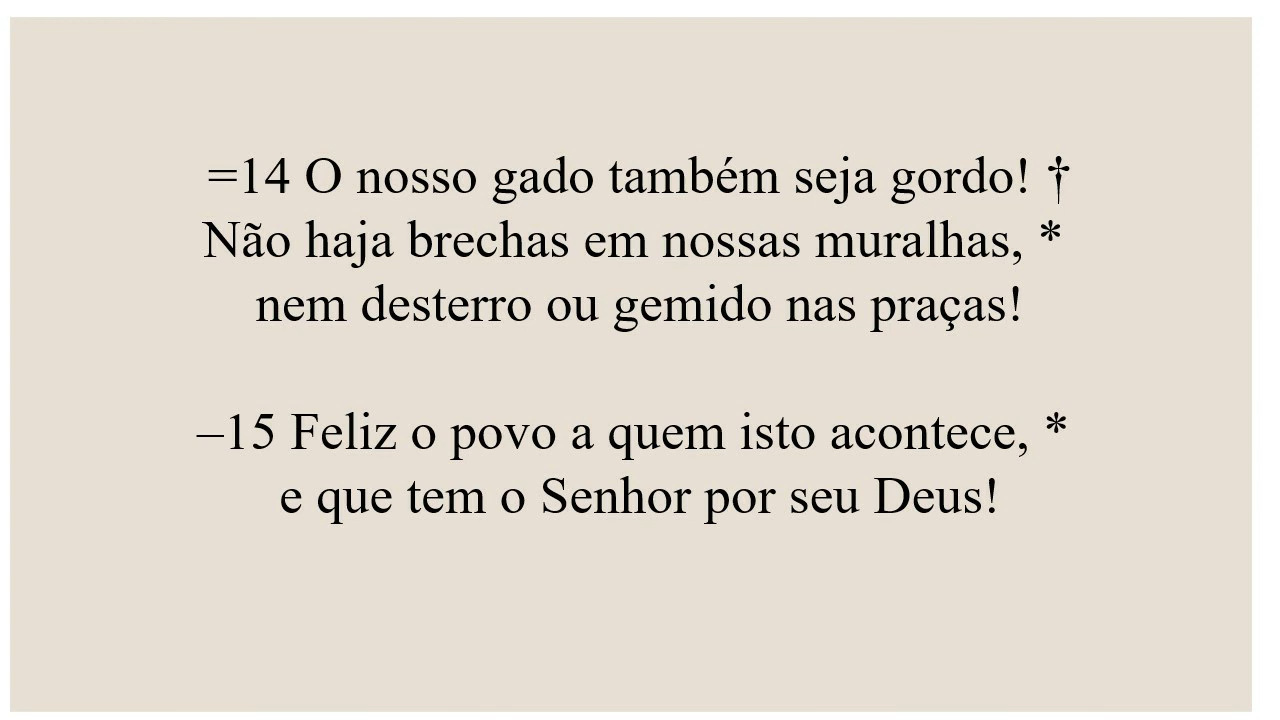 =14 O nosso gado também seja gordo! †
Não haja brechas em nossas muralhas, *
nem desterro ou gemido nas praças!
–15 Feliz o povo a quem isto acontece, *
e que tem o Senhor por seu Deus!